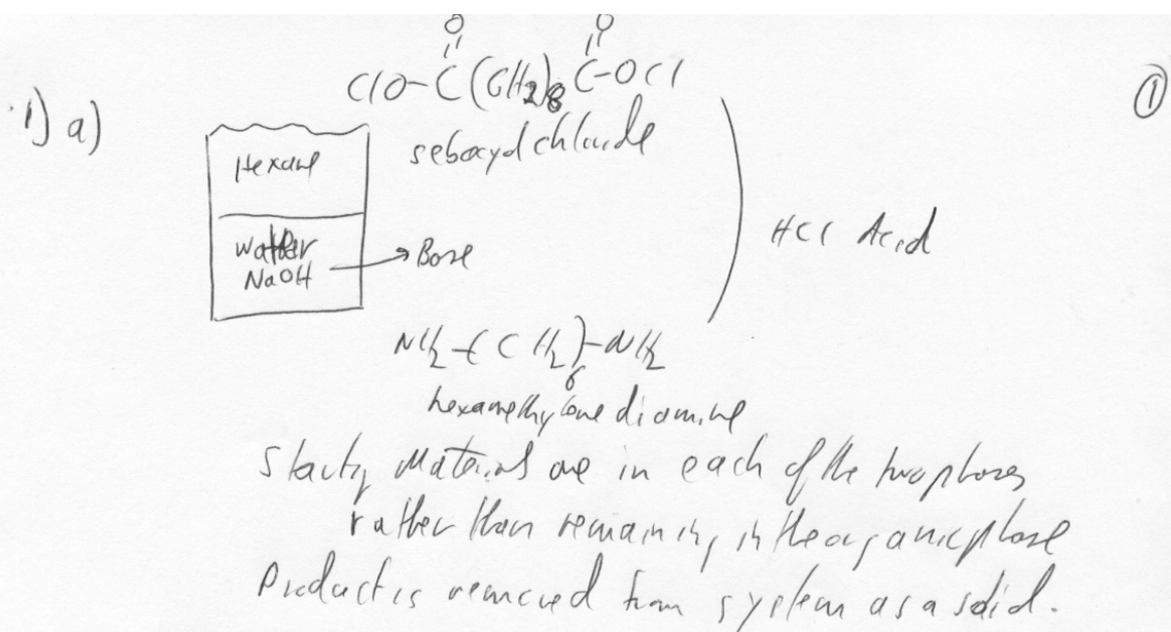 1) a)
①
O O
ClO-C(CH2)8C-OCl
sebacyd chloride
Hexane
water
NaOH → Base
HCl Acid
NH2-(CH2)6-NH2
hexamethylene diamine
Starting Materials are in each of the two phases
rather than remaining in the organic phase
Product is removed from system as a solid.